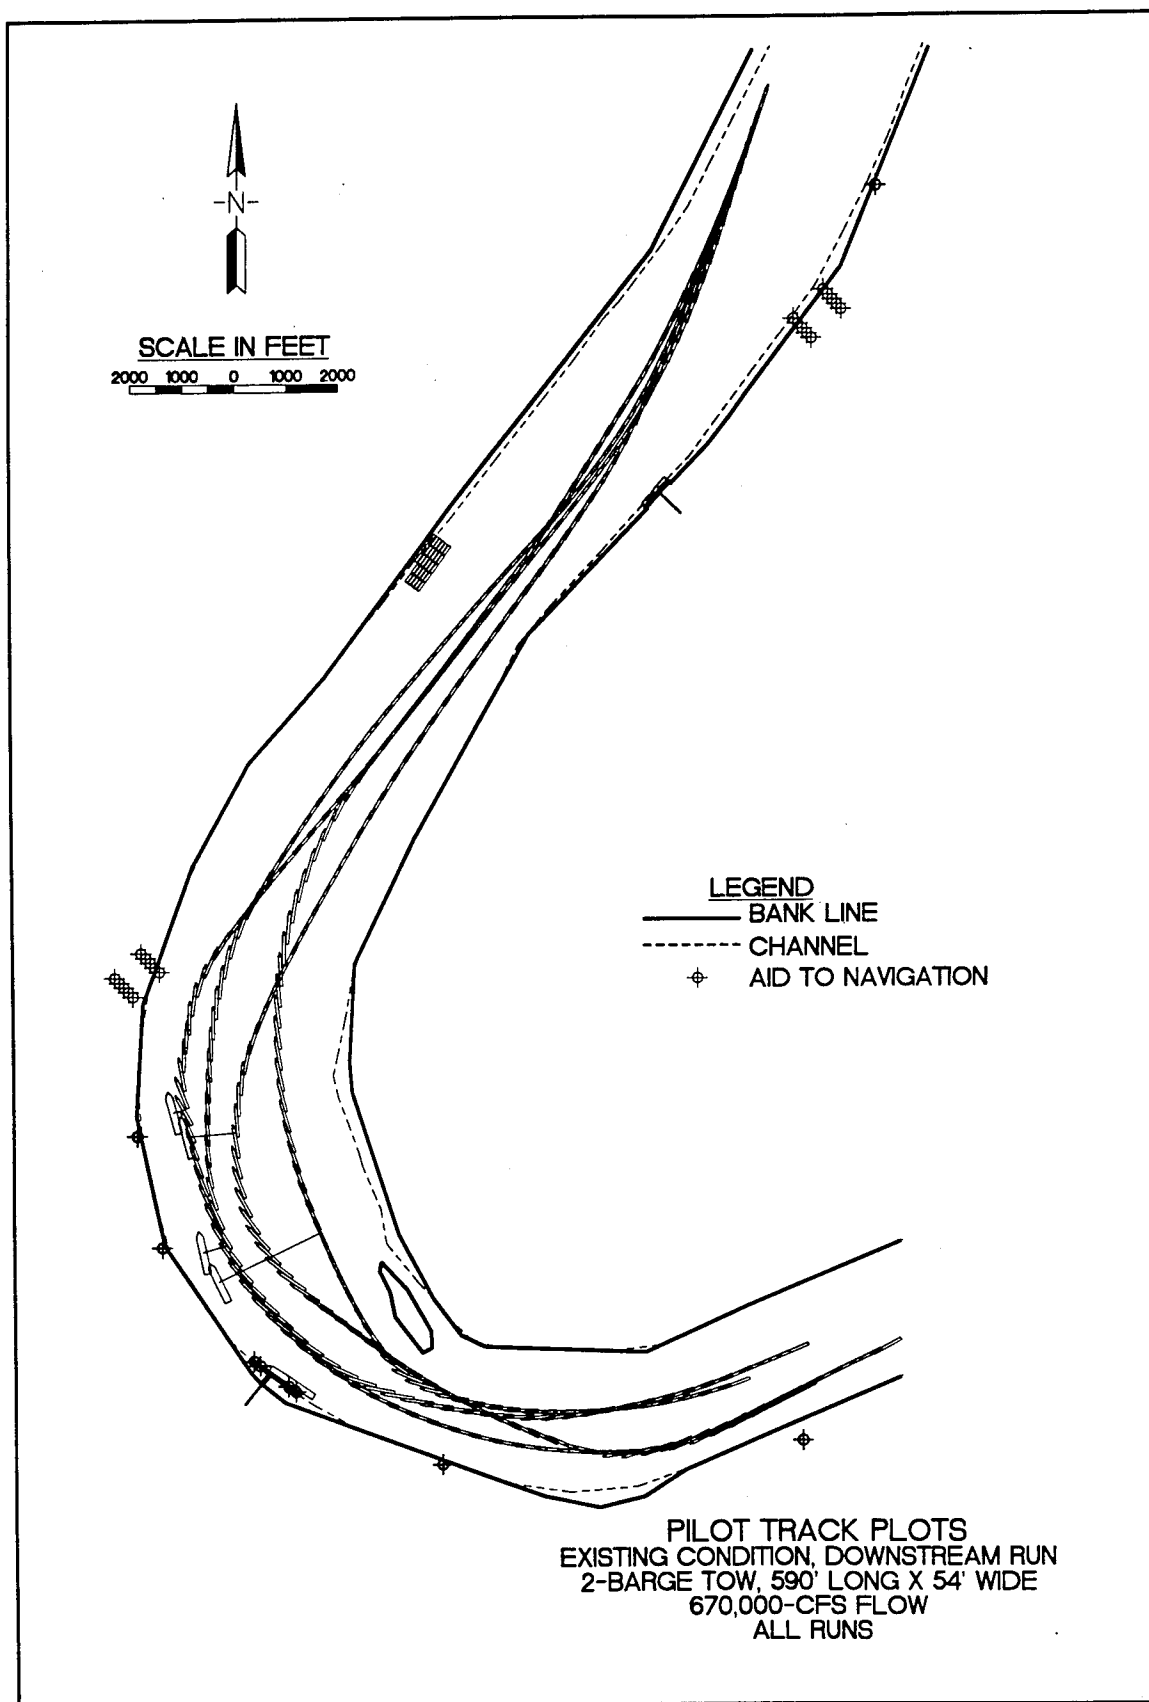 N
SCALE IN FEET
2000 1000 0 1000 2000
LEGEND
BANK LINE
CHANNEL
AID TO NAVIGATION
PILOT TRACK PLOTS
EXISTING CONDITION, DOWNSTREAM RUN
2-BARGE TOW, 590' LONG X 54' WIDE
670,000-CFS FLOW
ALL RUNS